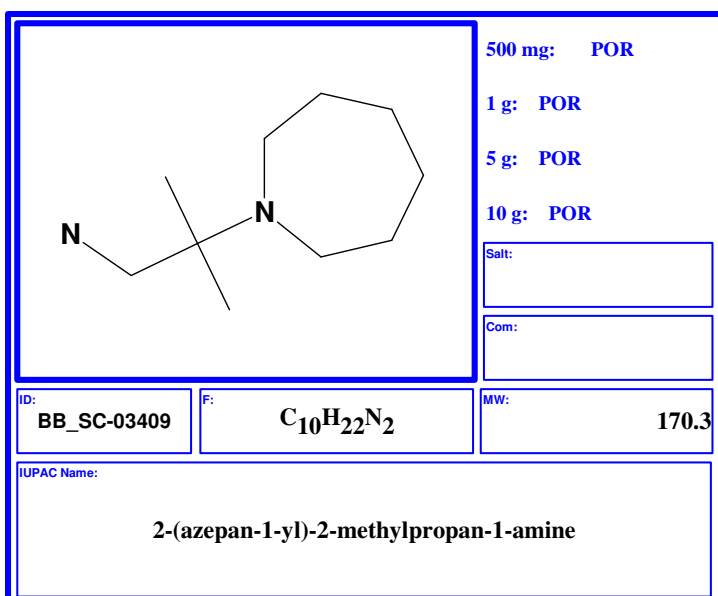 500 mg: POR
1 g: POR
5 g: POR
10 g: POR
N
N
Salt:
Com:
ID:
BB_SC-03409
F:
C10H22N2
MW:
170.3
IUPAC Name:
2-(azepan-1-yl)-2-methylpropan-1-amine